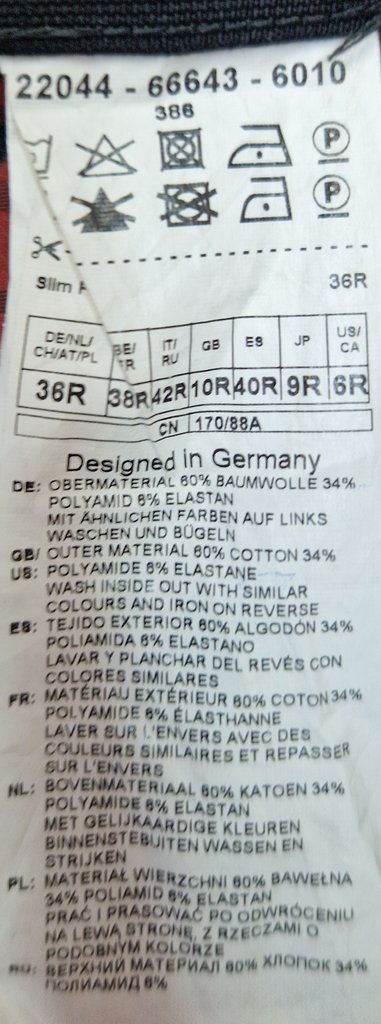 22044 - 66643 - 6010
386
P
P
Slim
36R
DE/NL/ CH/AT/PL BE/ FR IT/ RU GB ES JP US/ CA
36R 38R 42R 10R 40R 9R 6R
CN 170/88A
Designed in Germany
DE: OBERMATERIAL 60% BAUMWOLLE 34%
POLYAMID 6% ELASTAN
MIT ÄHNLICHEN FARBEN AUF LINKS
WASCHEN UND BÜGELN
GB/ OUTER MATERIAL 60% COTTON 34%
US: POLYAMIDE 6% ELASTANE
WASH INSIDE OUT WITH SIMILAR
COLOURS AND IRON ON REVERSE
ES: TEJIDO EXTERIOR 60% ALGODÓN 34%
POLIAMIDA 6% ELASTANO
LAVAR Y PLANCHAR DEL REVÉS CON
COLORES SIMILARES
FR: MATÉRIAU EXTÉRIEUR 60% COTON 34%
POLYAMIDE 6% ÉLASTHANNE
LAVER SUR L'ENVERS AVEC DES
COULEURS SIMILAIRES ET REPASSER
SUR L'ENVERS
NL: BOVENMATERIAAL 60% KATOEN 34%
POLYAMIDE 6% ELASTAN
MET GELIJKAARDIGE KLEUREN
BINNENSTEBUITEN WASSEN EN
STRIJKEN
PL: MATERIAŁ WIERZCHNI 60% BAWEŁNA
34% POLIAMID 6% ELASTAN
PRAĆ I PRASOWAĆ PO ODWRÓCENIU
NA LEWĄ STRONĘ, Z RZECZAMI O
PODOBNYM KOLORZE
RU: ВЕРХНИЙ МАТЕРИАЛ 60% ХЛОПОК 34%
ПОЛИАМИД 6%